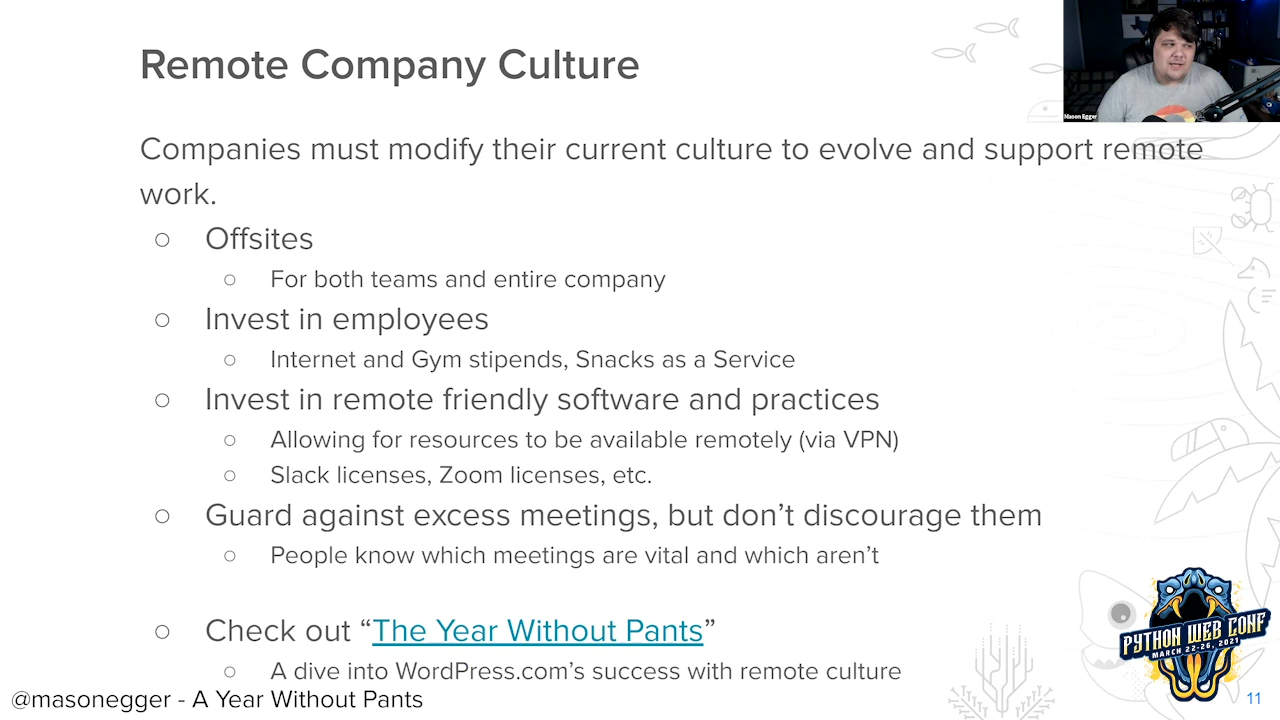 Remote Company Culture
Mason Egger
Companies must modify their current culture to evolve and support remote
work.
○ Offsites
○ For both teams and entire company
○ Invest in employees
○ Internet and Gym stipends, Snacks as a Service
○ Invest in remote friendly software and practices
○ Allowing for resources to be available remotely (via VPN)
○ Slack licenses, Zoom licenses, etc.
○ Guard against excess meetings, but don’t discourage them
○ People know which meetings are vital and which aren’t
○ Check out “The Year Without Pants”
○ A dive into WordPress.com’s success with remote culture
PYTHON WEB CONF
MARCH 22-26, 2021
@masonegger - A Year Without Pants
11